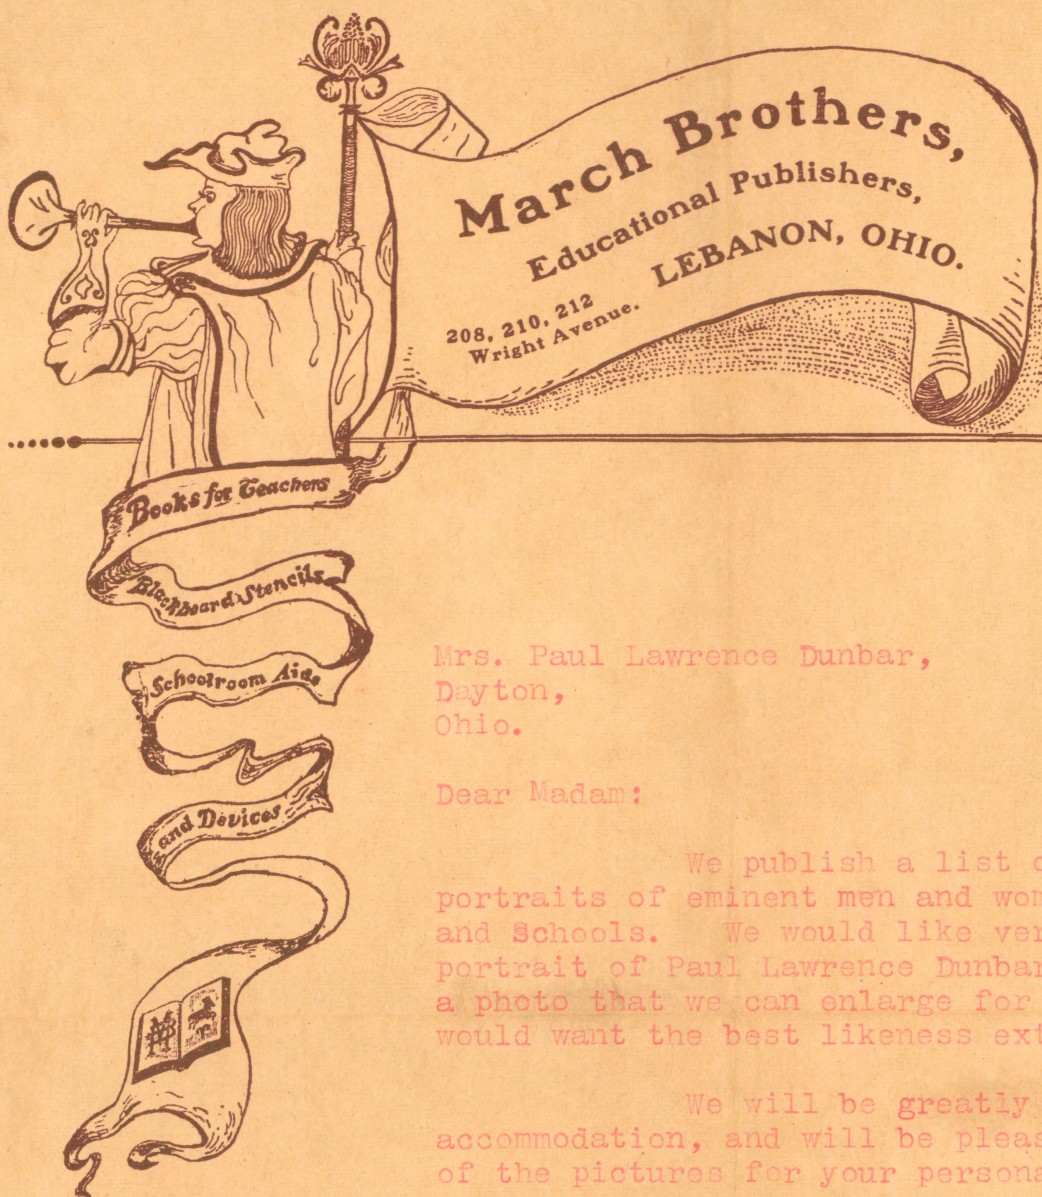 March Brothers,
Educational Publishers,
LEBANON, OHIO.
208, 210, 212
Wright Avenue.
Books for Teachers
Blackboard Stencils
Schoolroom Aids
and Devices
Mrs. Paul Lawrence Dunbar,
Dayton,
Ohio.
Dear Madam:
We publish a list
portraits of eminent men and
and Schools. We would like
portrait of Paul Lawrence Dunbar
a photo that we can enlarge for
would want the best likeness
We will be greatly
accommodation, and will be
of the pictures for your